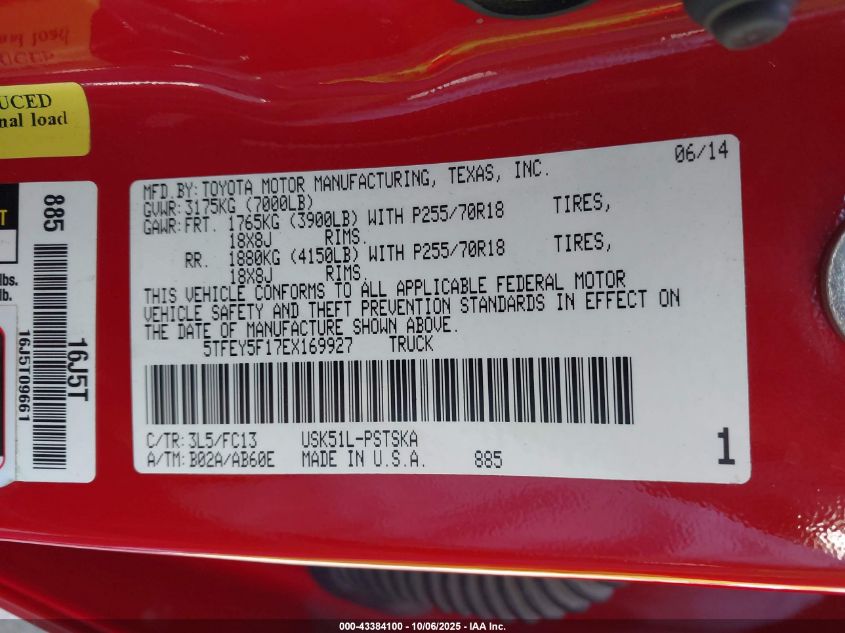 UCED
nal load
T
lbs.
lb.
885
16J5T
16J5T09661
06/14
MFD.BY:TOYOTA MOTOR MANUFACTURING, TEXAS, INC.
GVWR:3175KG (7000LB)
GAWR:FRT. 1765KG (3900LB) WITH P255/70R18 TIRES,
18X8J RIMS.
RR. 1880KG (4150LB) WITH P255/70R18 TIRES,
18X8J RIMS.
THIS VEHICLE CONFORMS TO ALL APPLICABLE FEDERAL MOTOR
VEHICLE SAFETY AND THEFT PREVENTION STANDARDS IN EFFECT ON
THE DATE OF MANUFACTURE SHOWN ABOVE.
5TFEY5F17EX169927 TRUCK
C/TR:3L5/FC13 USK51L-PSTSKA
A/TM:B02A/AB60E MADE IN U.S.A. 885
1
000-43384100 - 10/06/2025 - IAA Inc.